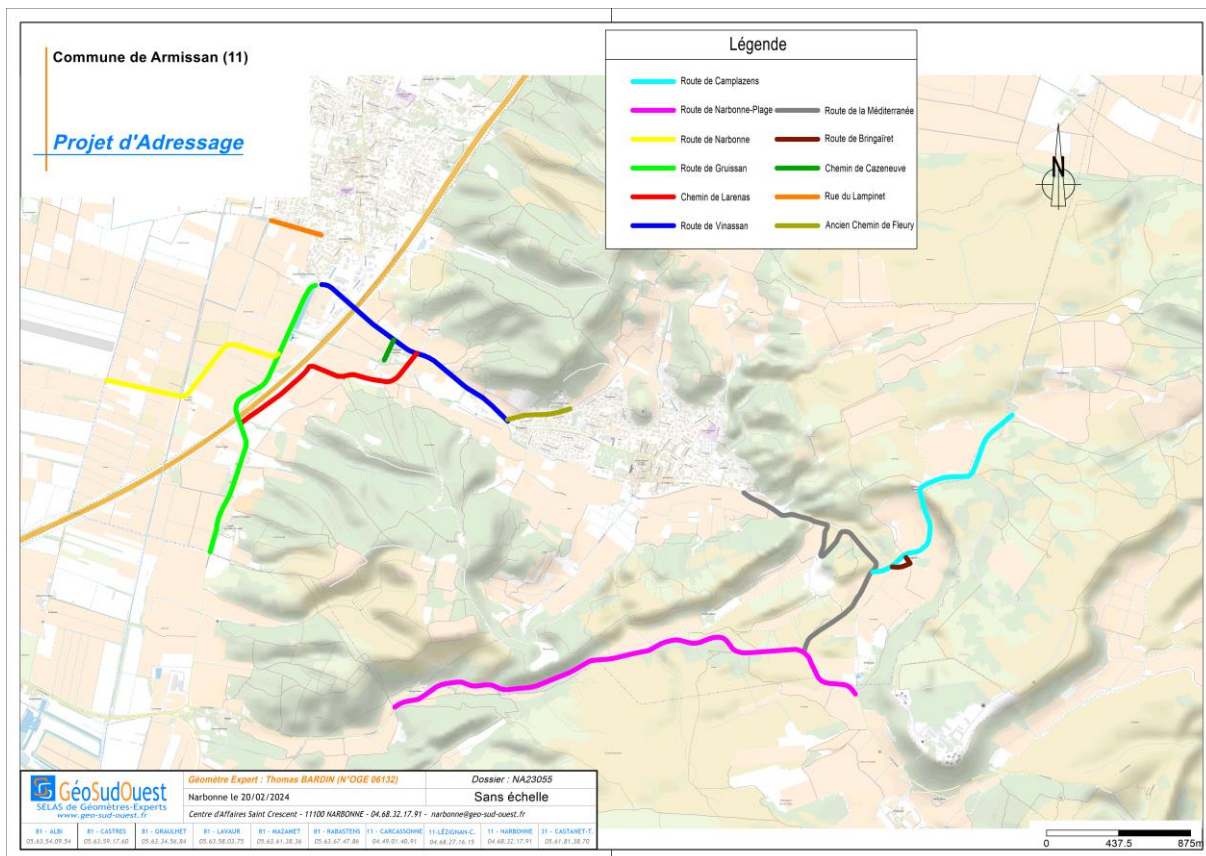 Commune de Armissan (11)
Projet d'Adressage
Légende
Route de Camplazens
Route de Narbonne-Plage
Route de la Méditerranée
Route de Narbonne
Route de Bringaïret
Route de Gruissan
Chemin de Cazeneuve
Chemin de Larenas
Rue du Lampinet
Route de Vinassan
Ancien Chemin de Fleury
N
GéoSudOuest
SELAS de Géomètres-Experts
www.geo-sud-ouest.fr
Géomètre Expert : Thomas BARDIN (N°OGE 06132)
Dossier : NA23055
Narbonne le 20/02/2024
Sans échelle
Centre d'Affaires Saint Crescent - 11100 NARBONNE - 04.68.32.17.91 - narbonne@geo-sud-ouest.fr
81 - ALBI
05.63.54.09.54
81 - CASTRES
05.63.59.17.60
81 - GRAULHET
05.63.34.56.84
81 - LAVAUR
05.63.58.03.75
81 - MAZAMET
05.63.61.38.36
81 - RABASTENS
05.63.67.47.86
11 - CARCASSONNE
04.49.01.40.91
11-LÉZIGNAN-C.
04.68.27.16.15
11 - NARBONNE
04.68.32.17.91
31 - CASTANET-T.
05.61.81.38.70
0 437.5 875m